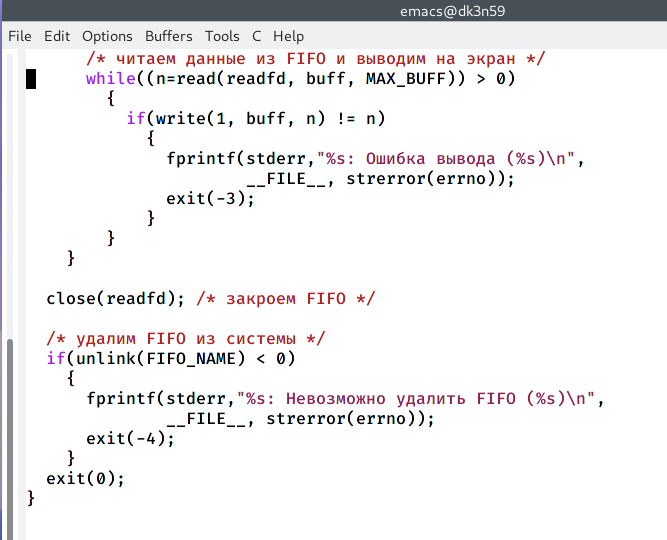 emacs@dk3n59
File Edit Options Buffers Tools C Help
/* читаем данные из FIFO и выводим на экран */
while((n=read(readfd, buff, MAX_BUFF)) > 0)
{
if(write(1, buff, n) != n)
{
fprintf(stderr,"%s: Ошибка вывода (%s)\n",
__FILE__, strerror(errno));
exit(-3);
}
}
}
close(readfd); /* закроем FIFO */
/* удалим FIFO из системы */
if(unlink(FIFO_NAME) < 0)
{
fprintf(stderr,"%s: Невозможно удалить FIFO (%s)\n",
__FILE__, strerror(errno));
exit(-4);
}
exit(0);
}